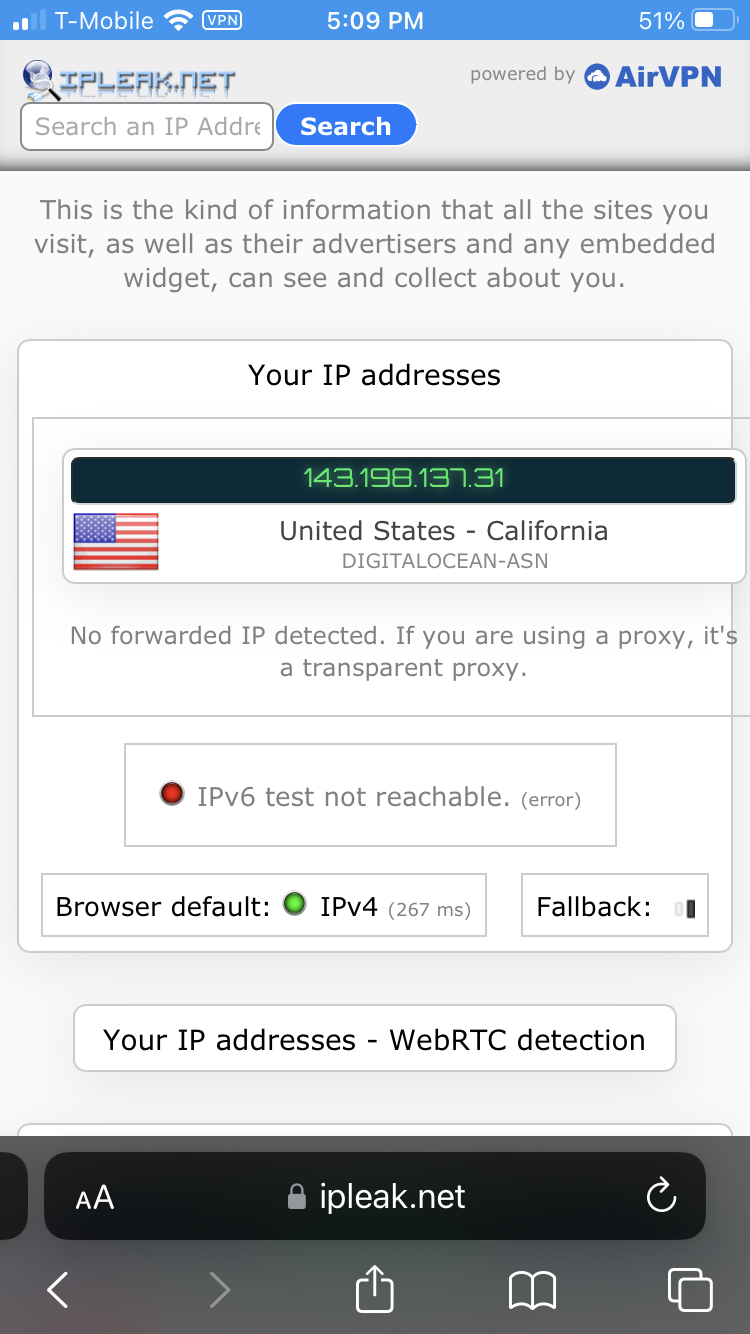 T-Mobile VPN 5:09 PM 51%
IPLEAK.NET powered by AirVPN
Search an IP Addre Search
This is the kind of information that all the sites you
visit, as well as their advertisers and any embedded
widget, can see and collect about you.
Your IP addresses
143.198.137.31
United States - California
DIGITALOCEAN-ASN
No forwarded IP detected. If you are using a proxy, it's
a transparent proxy.
IPv6 test not reachable. (error)
Browser default: IPv4 (267 ms) Fallback:
Your IP addresses - WebRTC detection
AA ipleak.net